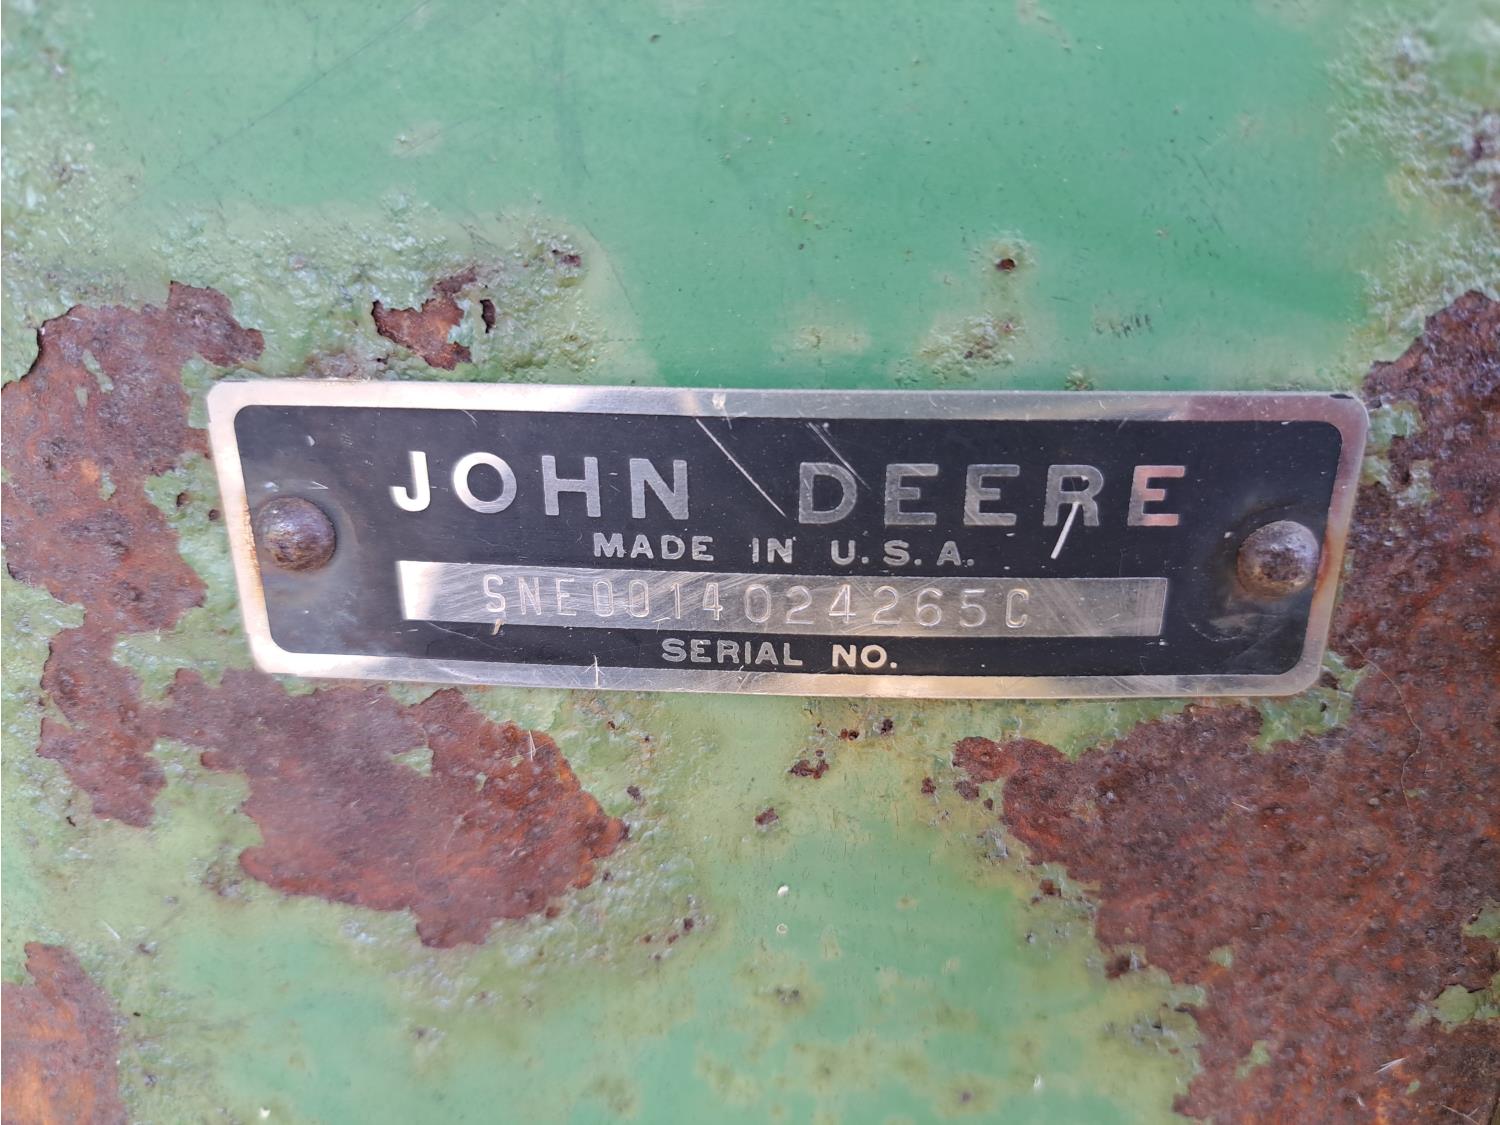 JOHN DEERE
MADE IN U.S.A.
SNE0014024265C
SERIAL NO.